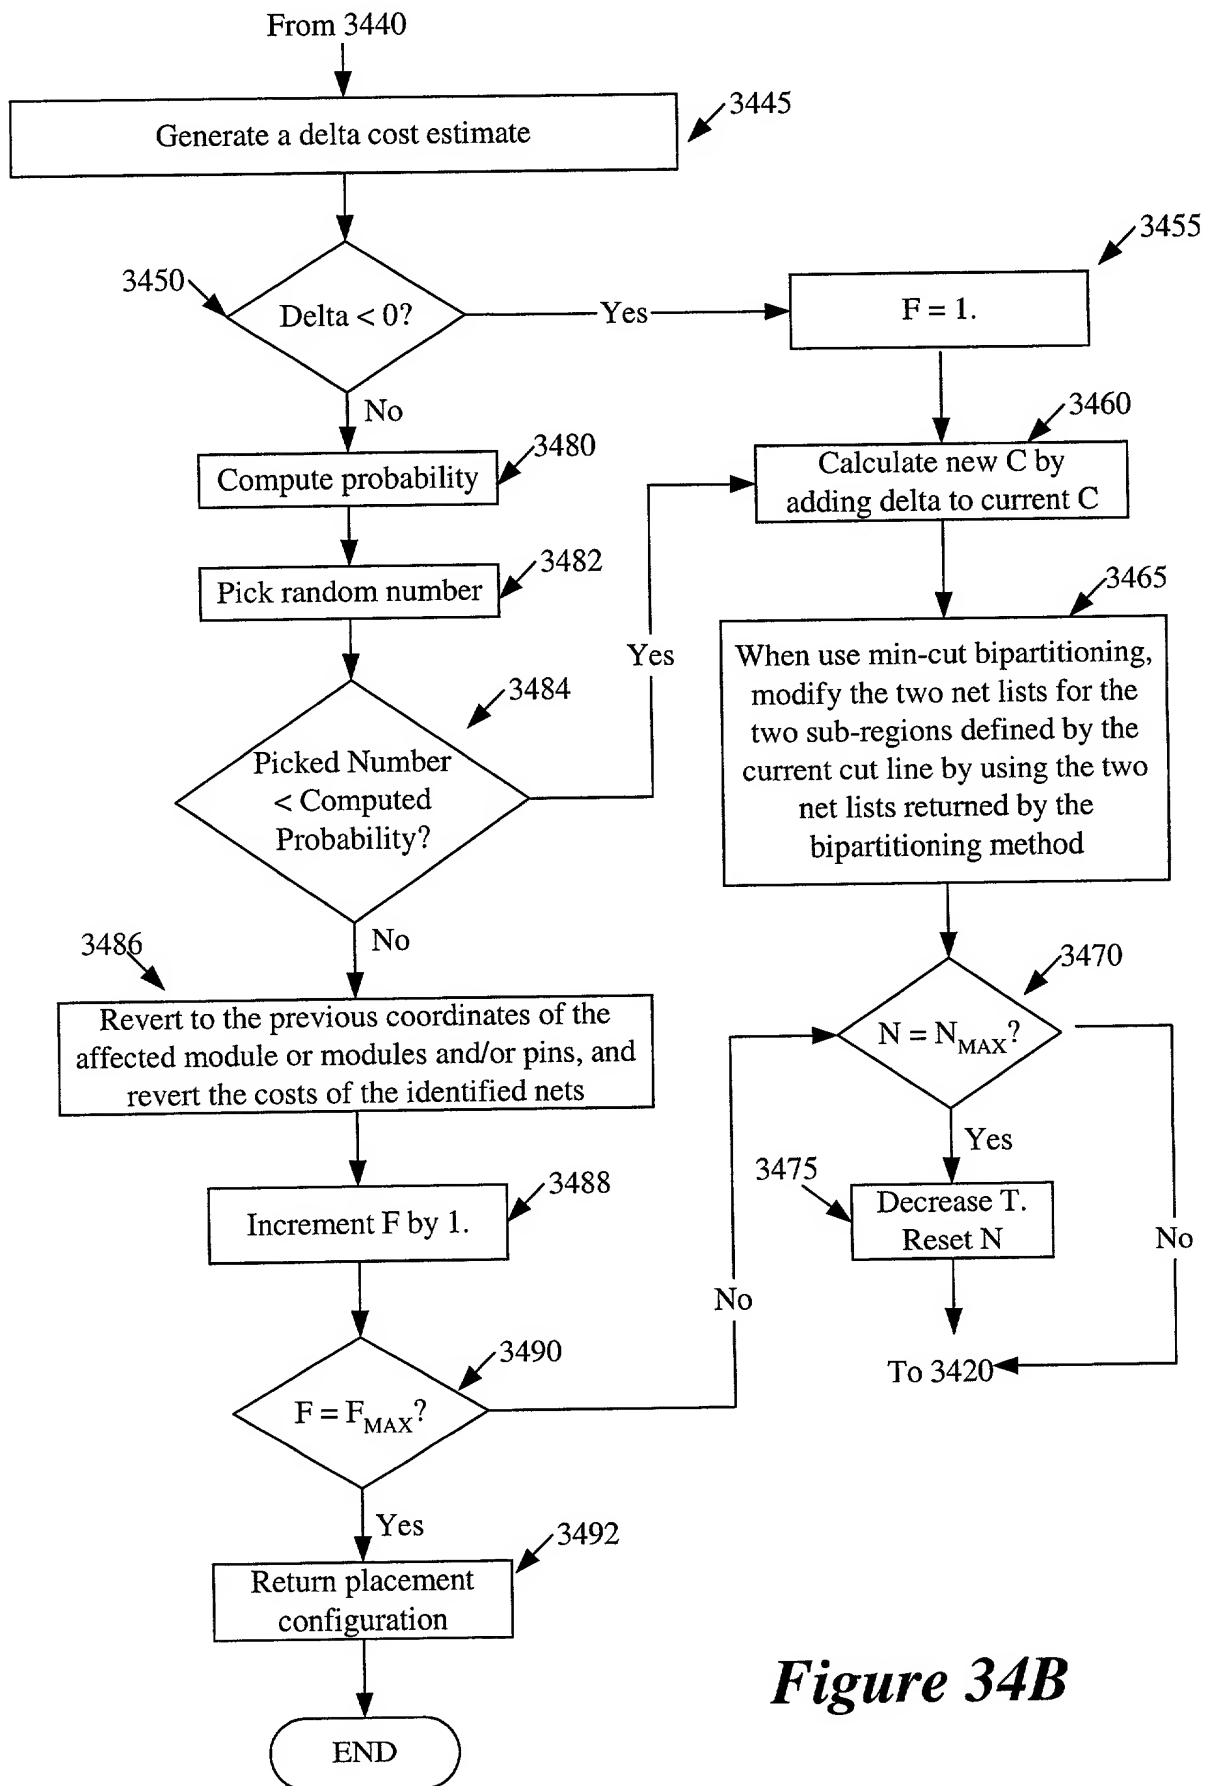 From 3440
Generate a delta cost estimate
3445
3450
Delta < 0?
Yes
F = 1.
3455
No
Compute probability
3480
Calculate new C by
adding delta to current C
3460
Pick random number
3482
Yes
When use min-cut bipartitioning,
modify the two net lists for the
two sub-regions defined by the
current cut line by using the two
net lists returned by the
bipartitioning method
3465
Picked Number
< Computed
Probability?
3484
No
3486
Revert to the previous coordinates of the
affected module or modules and/or pins, and
revert the costs of the identified nets
N = NMAX?
3470
Yes
No
3475
Decrease T.
Reset N
To 3420
Increment F by 1.
3488
No
F = FMAX?
3490
Yes
Return placement
configuration
3492
END
Figure 34B